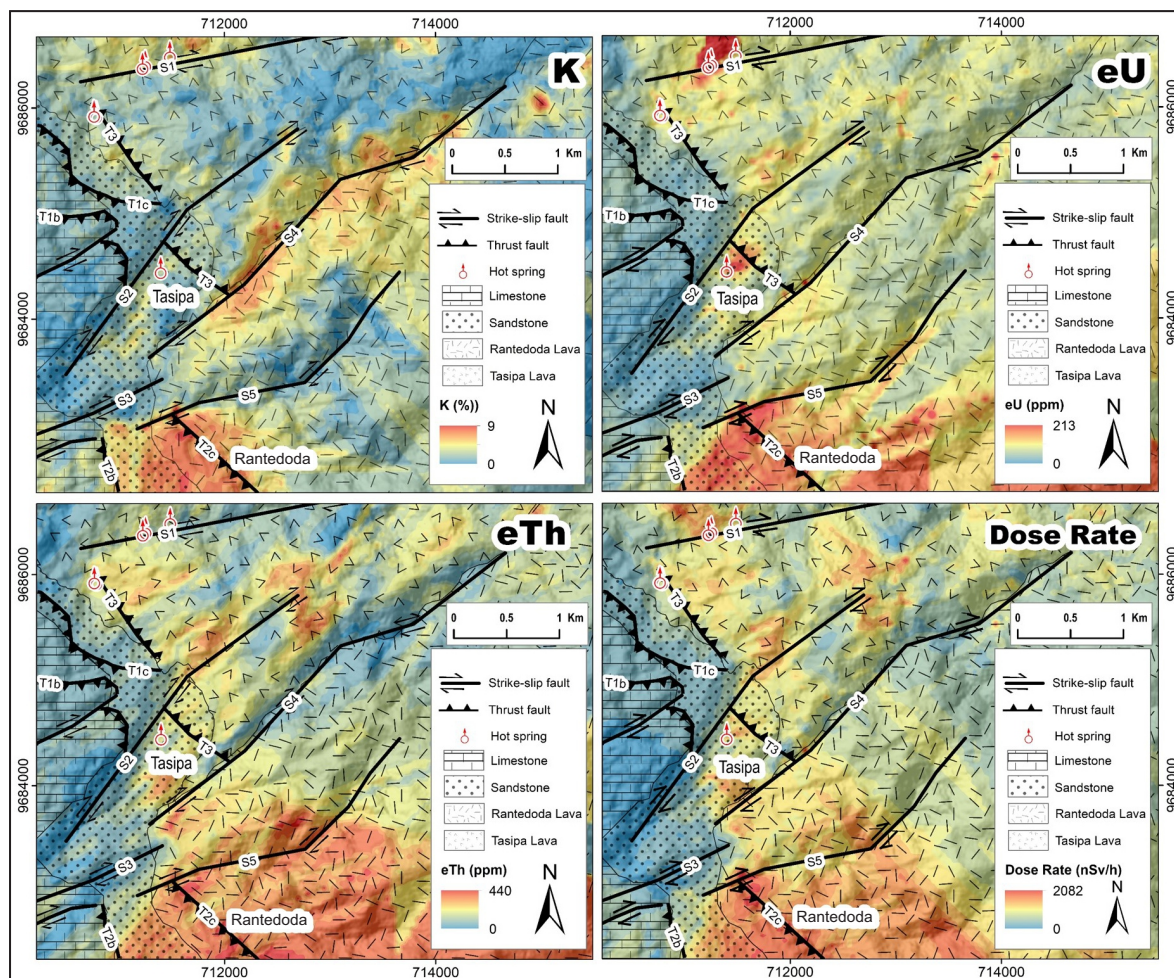 712000
714000
712000
714000
K
9686000
9684000
S1
T3
T1c
T1b
S4
T3
S2
Tasipa
S3
S5
T2c
T2b
Rantedoda
0 0.5 1 Km
Strike-slip fault
Thrust fault
Hot spring
Limestone
Sandstone
Rantedoda Lava
Tasipa Lava
K (%))
9
0
N
eU
9686000
9684000
S1
T3
T1c
T1b
S4
T3
S2
Tasipa
S3
S5
T2c
T2b
Rantedoda
0 0.5 1 Km
Strike-slip fault
Thrust fault
Hot spring
Limestone
Sandstone
Rantedoda Lava
Tasipa Lava
eU (ppm)
213
0
N
eTh
9686000
9684000
S1
T3
T1c
T1b
S4
T3
S2
Tasipa
S3
S5
T2c
T2b
Rantedoda
0 0.5 1 Km
Strike-slip fault
Thrust fault
Hot spring
Limestone
Sandstone
Rantedoda Lava
Tasipa Lava
eTh (ppm)
440
0
N
Dose Rate
9686000
9684000
S1
T3
T1c
T1b
S4
T3
S2
Tasipa
S3
S5
T2c
T2b
Rantedoda
0 0.5 1 Km
Strike-slip fault
Thrust fault
Hot spring
Limestone
Sandstone
Rantedoda Lava
Tasipa Lava
Dose Rate (nSv/h)
2082
0
N
712000
714000
712000
714000